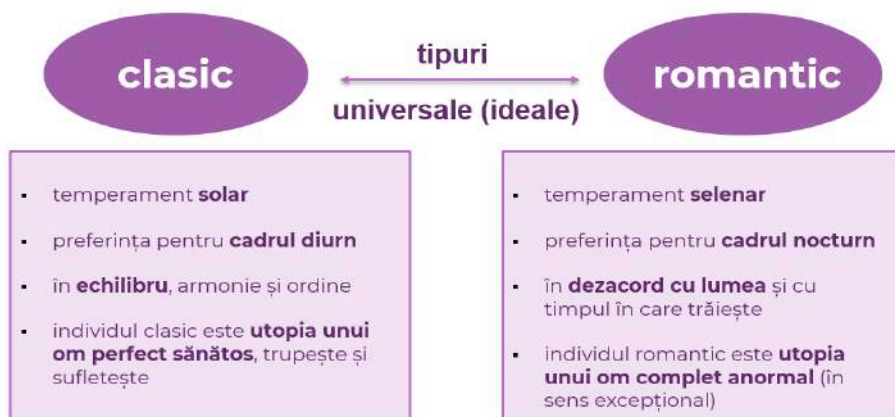 clasic
tipuri
universale (ideale)
romantic
▪ temperament solar
▪ preferința pentru cadrul diurn
▪ în echilibru, armonie și ordine
▪ individul clasic este utopia unui
om perfect sănătos, trupește și
sufletește
▪ temperament selenar
▪ preferința pentru cadrul nocturn
▪ în dezacord cu lumea și cu
timpul în care trăiește
▪ individul romantic este utopia
unui om complet anormal (în
sens excepțional)